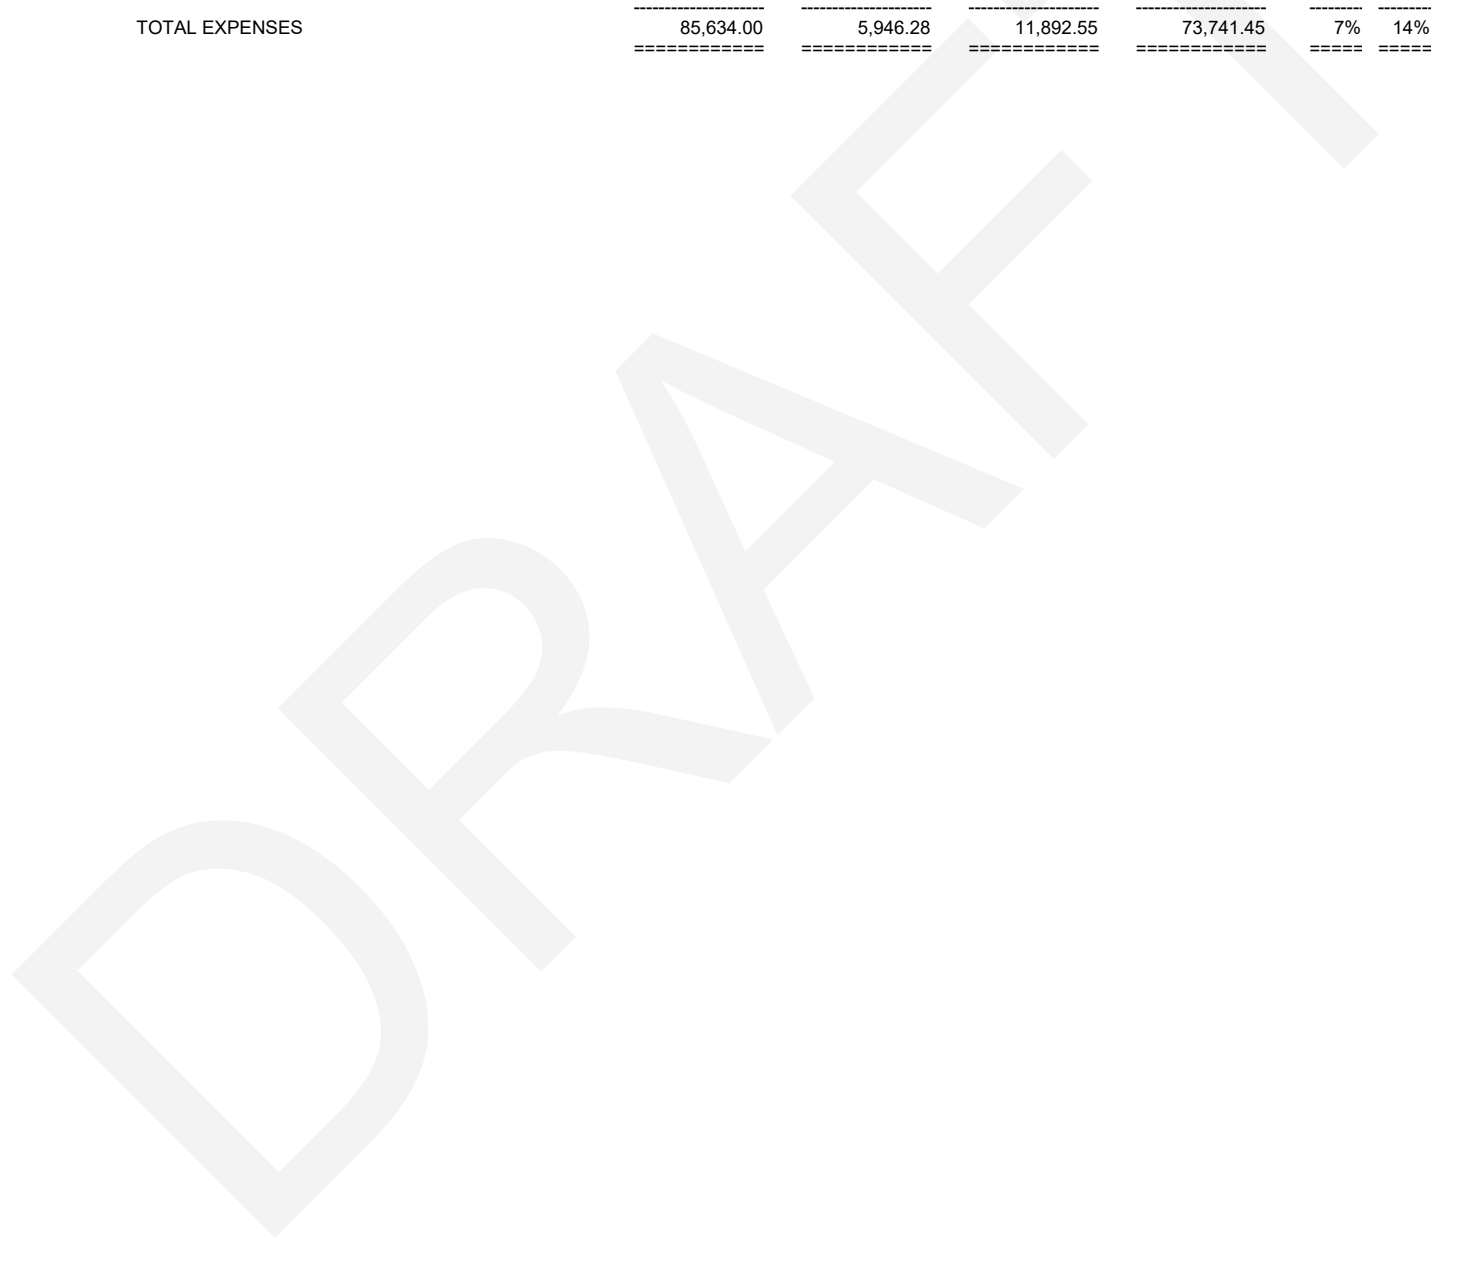 --------------------- --------------------- --------------------- --------------------- --------- ---------
TOTAL EXPENSES 85,634.00 5,946.28 11,892.55 73,741.45 7% 14%
============ ============ ============ ============ ===== =====
DRAFT